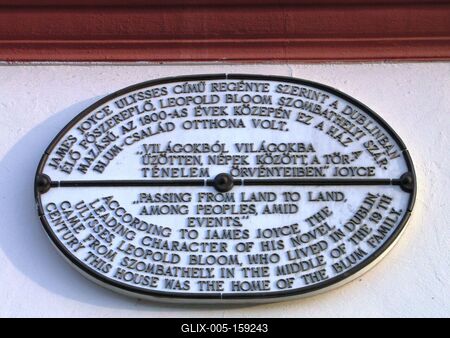 JAMES JOYCE ULYSSES CÍMŰ REGÉNYE SZERINT A DUBLINBAN
ÉLŐ FŐSZEREPLŐ, LEOPOLD BLOOM SZOMBATHELYI SZÁR-
MAZÁSÚ. AZ 1800-AS ÉVEK KÖZEPÉN EZ A HÁZ A
BLUM-CSALÁD OTTHONA VOLT.
„VILÁGOKBÓL VILÁGOKBA
ŰZÖTTEN, NÉPEK KÖZÖTT, A TÖR-
TÉNELEM ÖRVÉNYEIBEN,” JOYCE
„PASSING FROM LAND TO LAND,
AMONG PEOPLES, AMID
EVENTS”
ACCORDING TO JAMES JOYCE THE
LEADING CHARACTER OF HIS NOVEL
ULYSSES, LEOPOLD BLOOM, WHO LIVED IN DUBLIN
CAME FROM SZOMBATHELY. IN THE MIDDLE OF THE 19TH
CENTURY THIS HOUSE WAS THE HOME OF THE BLUM FAMILY.
Orokseg.hu/photo/C-005-159243